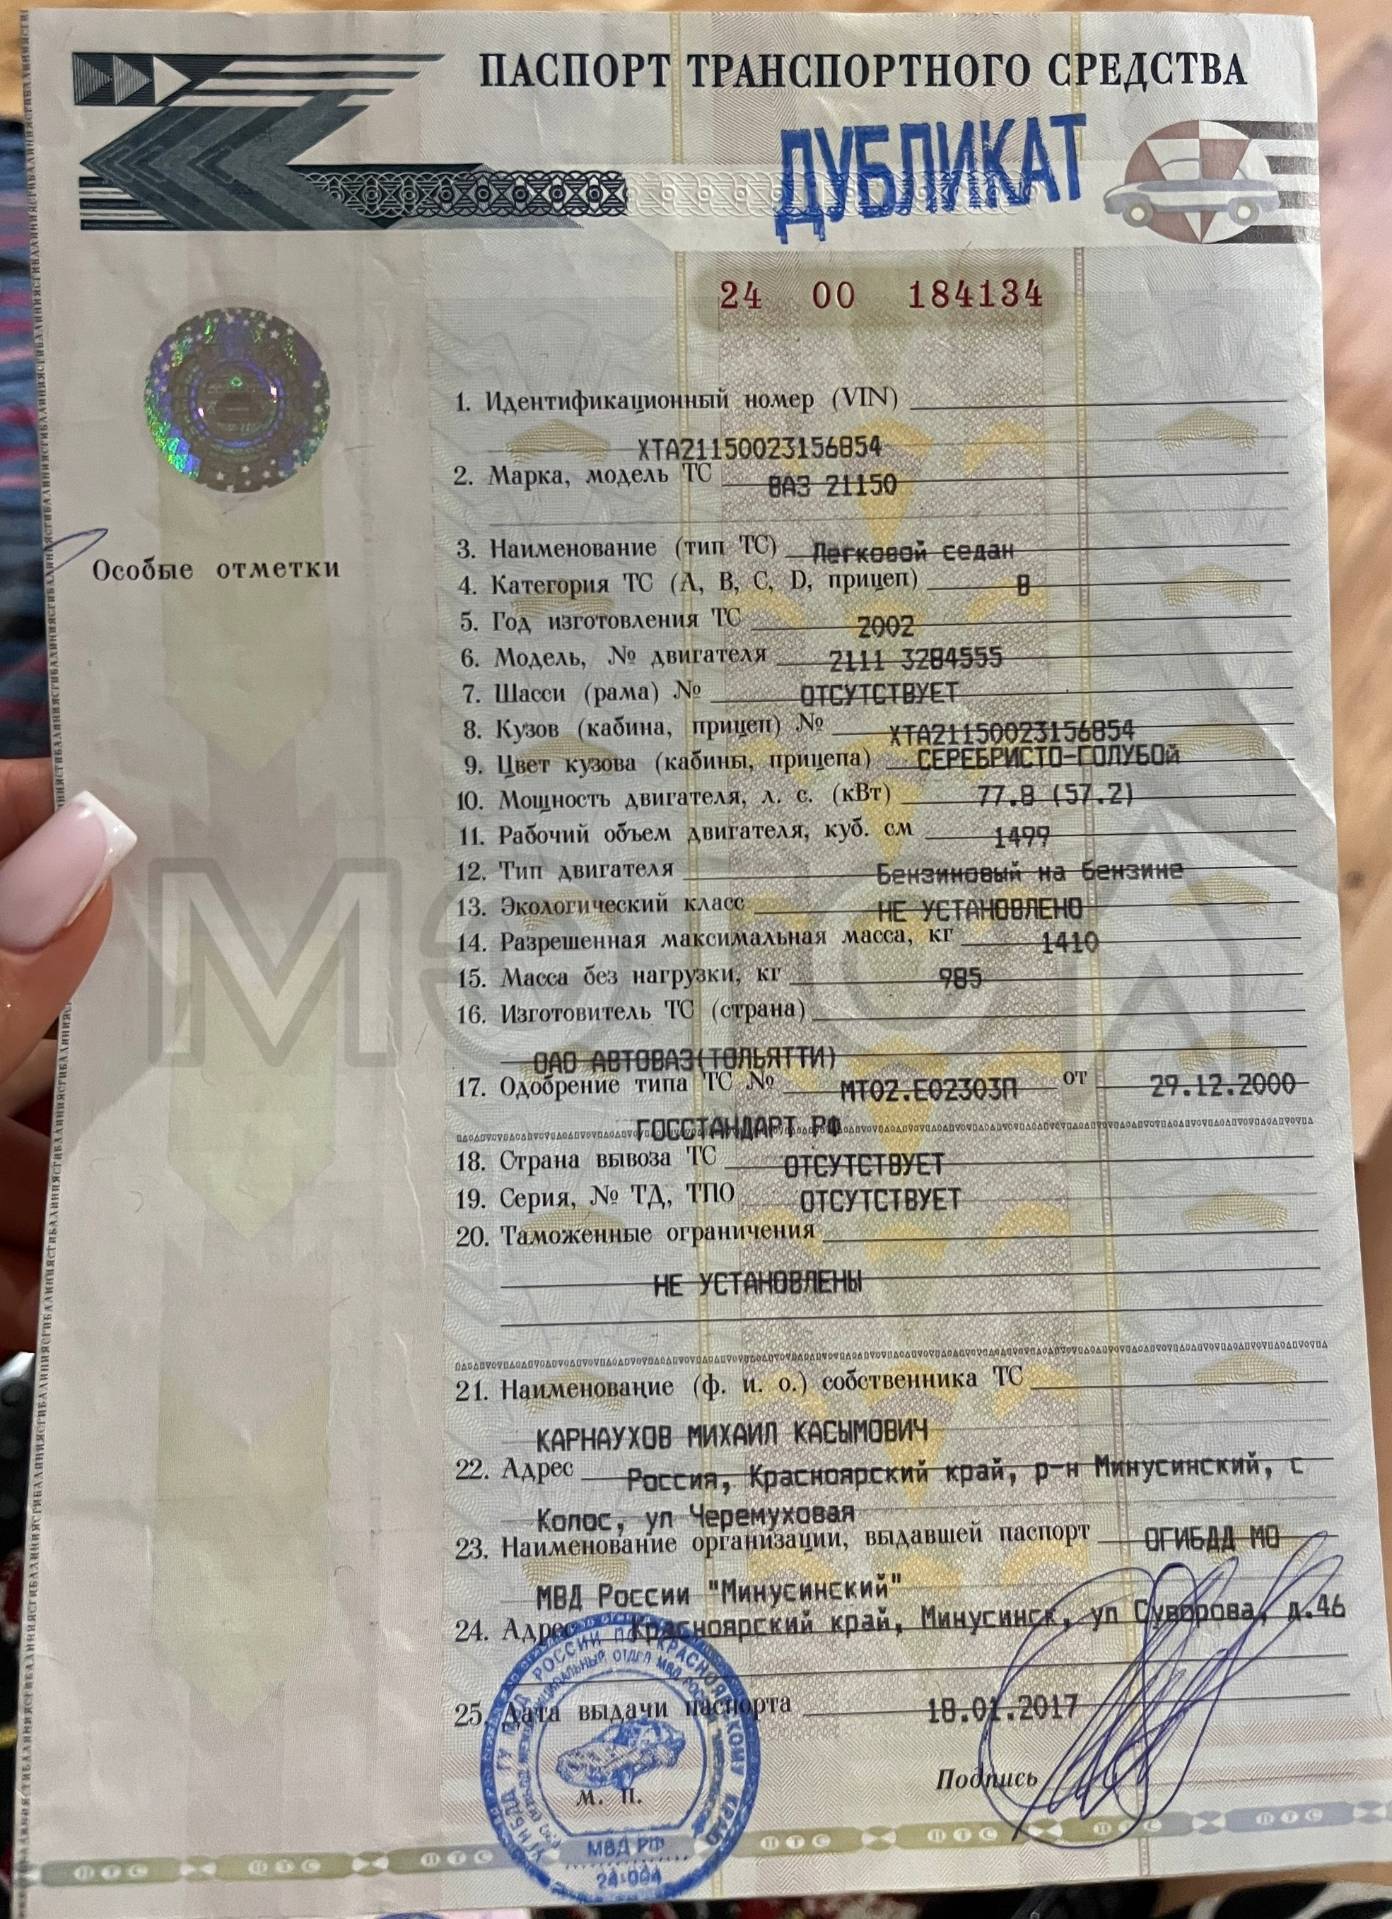 ПАСПОРТ ТРАНСПОРТНОГО СРЕДСТВА
ДУБЛИКАТ
24 00 184134
Особые отметки
1. Идентификационный номер (VIN)
XTA21150023156854
2. Марка, модель ТС ВАЗ 21150
3. Наименование (тип ТС) Легковой седан
4. Категория ТС (A, B, C, D, прицеп) B
5. Год изготовления ТС 2002
6. Модель, № двигателя 2111 3284555
7. Шасси (рама) № ОТСУТСТВУЕТ
8. Кузов (кабина, прицеп) № XTA21150023156854
9. Цвет кузова (кабины, прицепа) СЕРЕБРИСТО-ГОЛУБОЙ
10. Мощность двигателя, л. с. (кВт) 77.8 (57.2)
11. Рабочий объем двигателя, куб. см 1499
12. Тип двигателя Бензиновый на бензине
13. Экологический класс НЕ УСТАНОВЛЕНО
14. Разрешенная максимальная масса, кг 1410
15. Масса без нагрузки, кг 985
16. Изготовитель ТС (страна)
ОАО АВТОВАЗ(ТОЛЬЯТТИ)
17. Одобрение типа ТС № МТ02.Е02303П от 29.12.2000
ГОССТАНДАРТ РФ
18. Страна вывоза ТС ОТСУТСТВУЕТ
19. Серия, № ТД, ТПО ОТСУТСТВУЕТ
20. Таможенные ограничения
НЕ УСТАНОВЛЕНЫ
21. Наименование (ф. и. о.) собственника ТС
КАРНАУХОВ МИХАИЛ КАСЫМОВИЧ
22. Адрес Россия, Красноярский край, р-н Минусинский, с
Колос, ул Черемуховая
23. Наименование организации, выдавшей паспорт ОГИБДД МО
МВД России "Минусинский"
24. Адрес Красноярский край, Минусинск, ул Суворова, д.46
25. Дата выдачи паспорта 18.01.2017
Подпись
М. П.
МВД РФ
24-004
ПТС ПТС ПТС ПТС ПТС ПТС ПТС